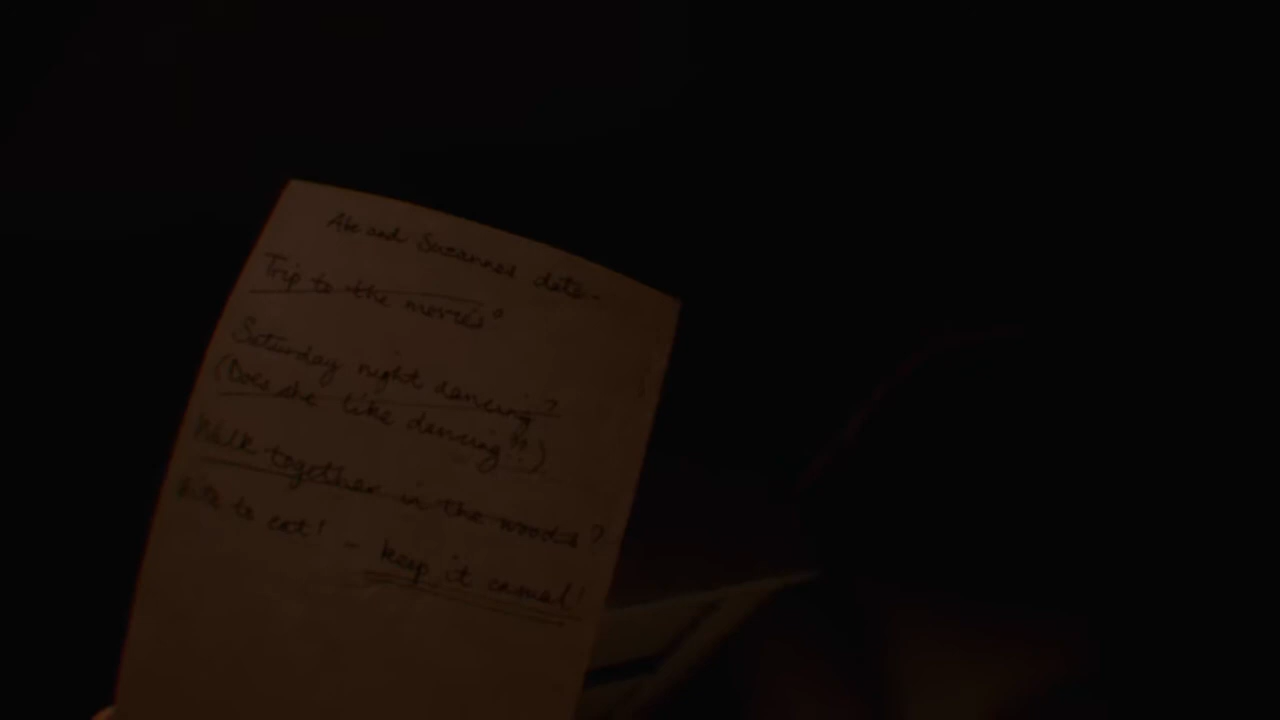 Abe and Suzannes date-
Trip to the movies
Saturday night dancing?
(Does she like dancing??)
Walk together in the woods?
Bite to eat! - keep it casual!